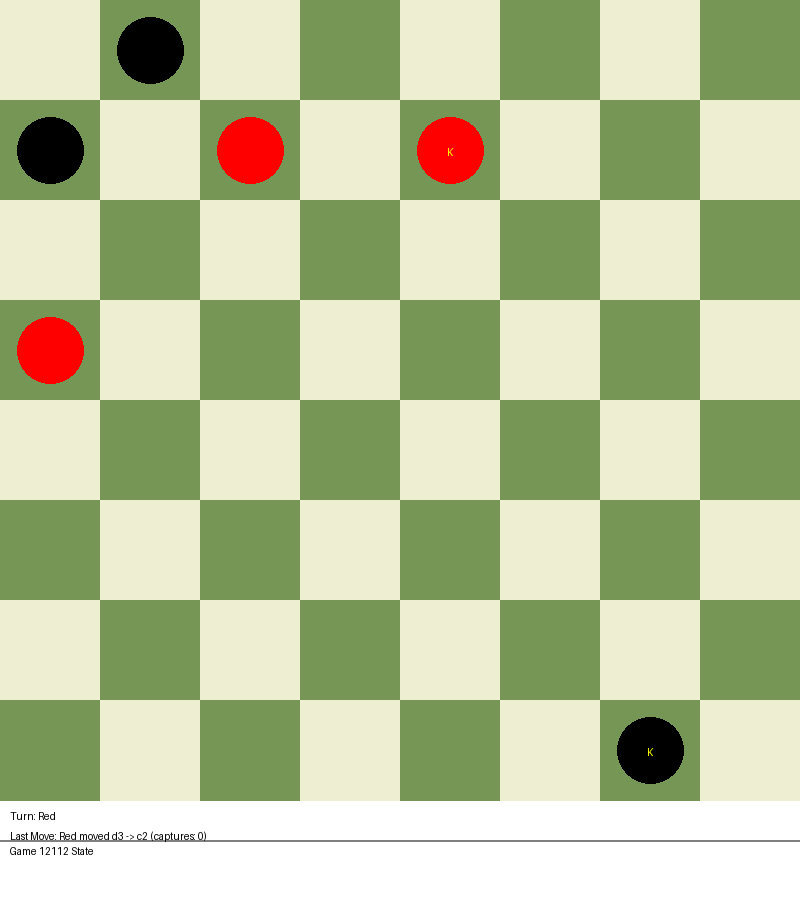 K
K
Turn: Red
Last Move: Red moved d3 -> c2 (captures: 0)
Game 12112 State